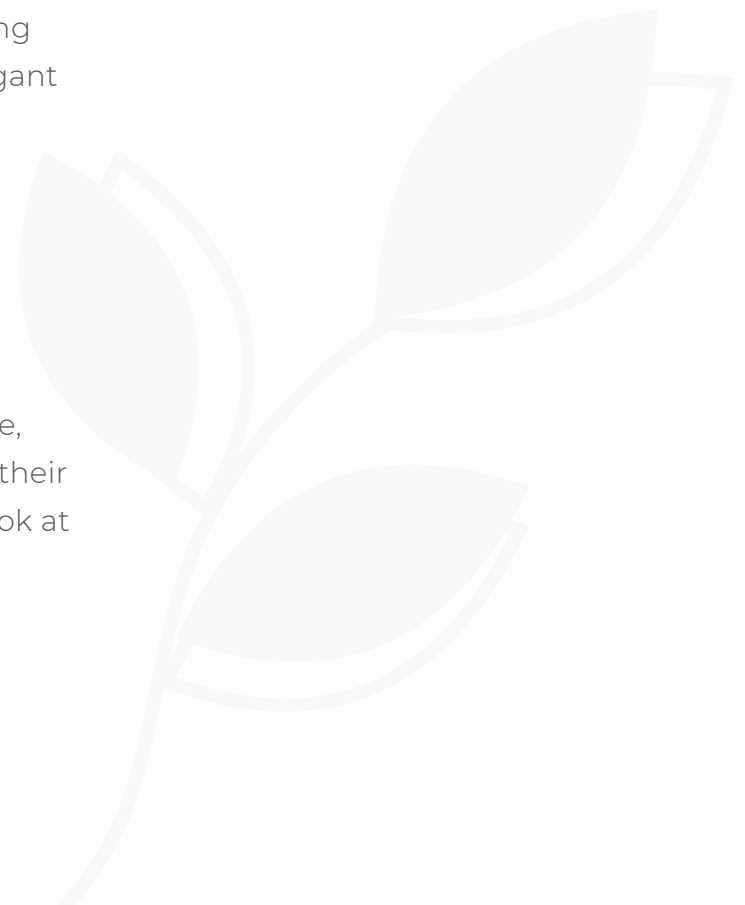 ng
gant
e,
their
ok at